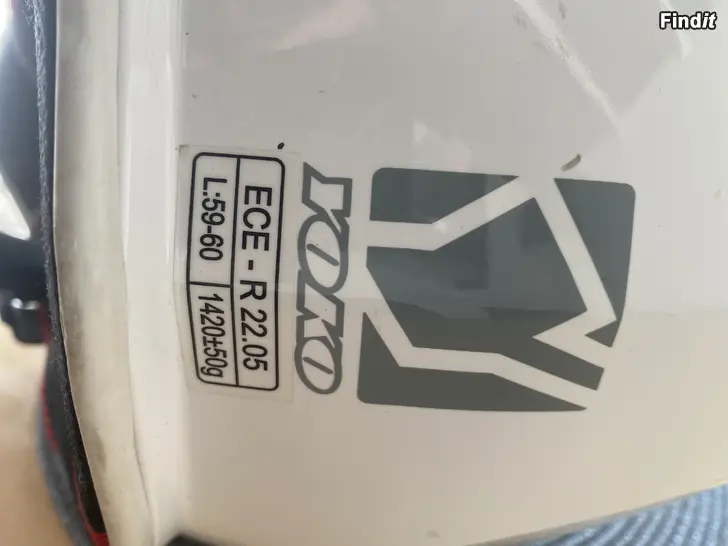 Findit
YOKO
ECE - R 22.05
L:59-60 1420±50g